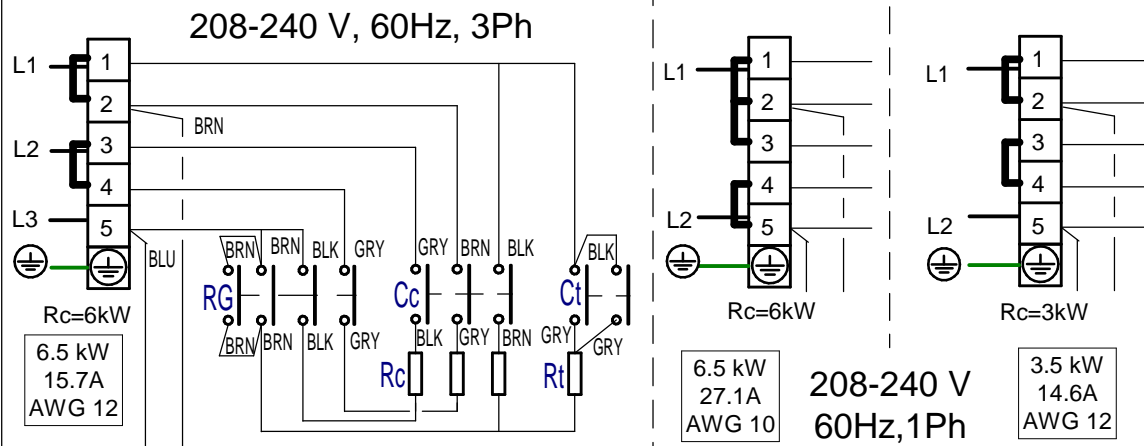 208-240 V, 60Hz, 3Ph
L1
L2
L3
1
2
3
4
5
BRN
BLU
BRN
BRN
BLK
GRY
GRY
BRN
BLK
BLK
RG
Cc
Ct
BRN
BRN
BLK
GRY
BLK
GRY
BRN
GRY
GRY
Rc
Rt
Rc=6kW
6.5 kW
15.7A
AWG 12
L1
L2
1
2
3
4
5
Rc=6kW
6.5 kW
27.1A
AWG 10
L1
L2
1
2
3
4
5
Rc=3kW
3.5 kW
14.6A
AWG 12
208-240 V
60Hz,1Ph